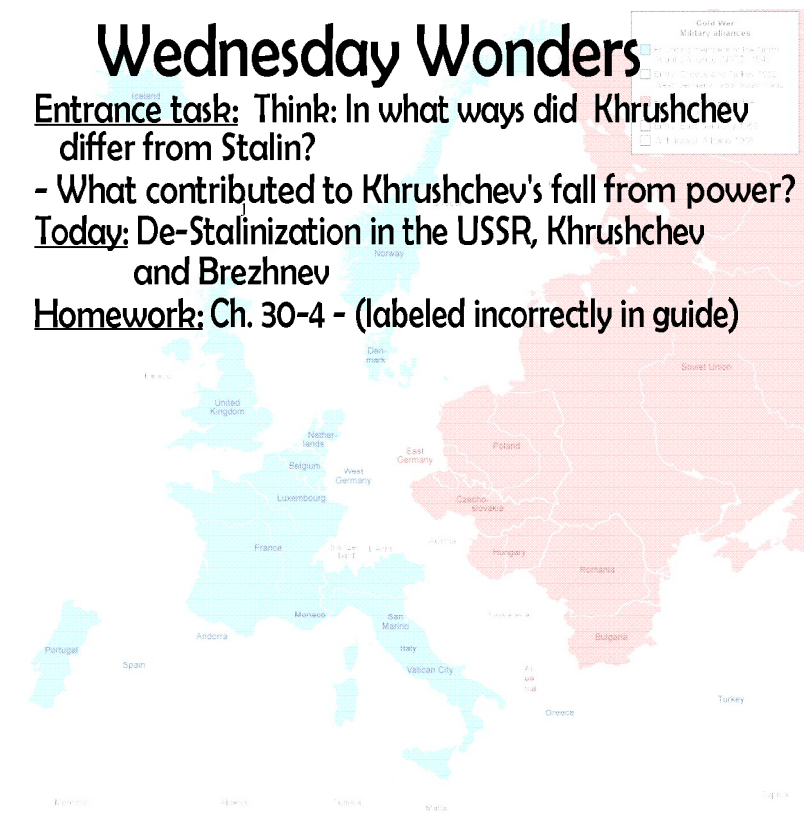 Wednesday Wonders
Entrance task: Think: In what ways did Khrushchev
differ from Stalin?
- What contributed to Khrushchev's fall from power?
Today: De-Stalinization in the USSR, Khrushchev
and Brezhnev
Homework: Ch. 30-4 - (labeled incorrectly in guide)
Cold War
Military alliances
Iceland
Norway
Den-
mark
Soviet Union
United
Kingdom
Nether-
lands
East
Germany
Poland
Belgium
West
Germany
Luxembourg
Czecho-
slovakia
France
Austria
Hungary
Romania
Monaco
San
Marino
Andorra
Bulgaria
Portugal
Italy
Spain
Vatican City
Turkey
Greece
Malta